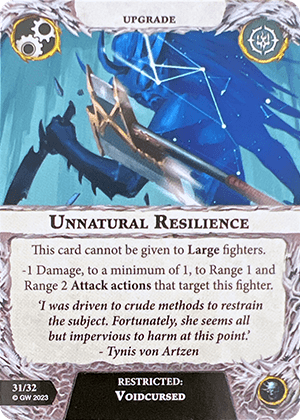 UPGRADE
UNNATURAL RESILIENCE
This card cannot be given to Large fighters.
-1 Damage, to a minimum of 1, to Range 1 and
Range 2 Attack actions that target this fighter.
'I was driven to crude methods to restrain
the subject. Fortunately, she seems all
but impervious to harm at this point.'
- Tynis von Artzen
31/32
© GW 2023
RESTRICTED:
VOIDCURSED